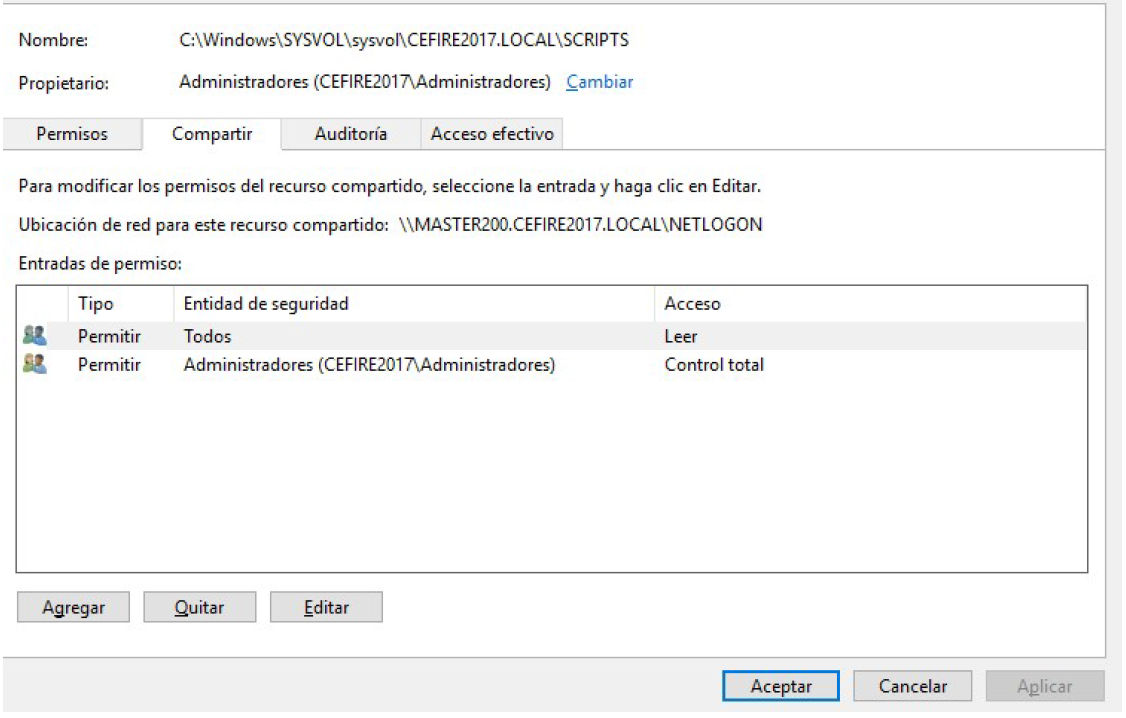 Nombre: C:\Windows\SYSVOL\sysvol\CEFIRE2017.LOCAL\SCRIPTS
Propietario: Administradores (CEFIRE2017\Administradores) Cambiar
Permisos Compartir Auditoría Acceso efectivo
Para modificar los permisos del recurso compartido, seleccione la entrada y haga clic en Editar.
Ubicación de red para este recurso compartido: \\MASTER200.CEFIRE2017.LOCAL\NETLOGON
Entradas de permiso:
Tipo Entidad de seguridad Acceso
Permitir Todos Leer
Permitir Administradores (CEFIRE2017\Administradores) Control total
Agregar Quitar Editar
Aceptar Cancelar Aplicar